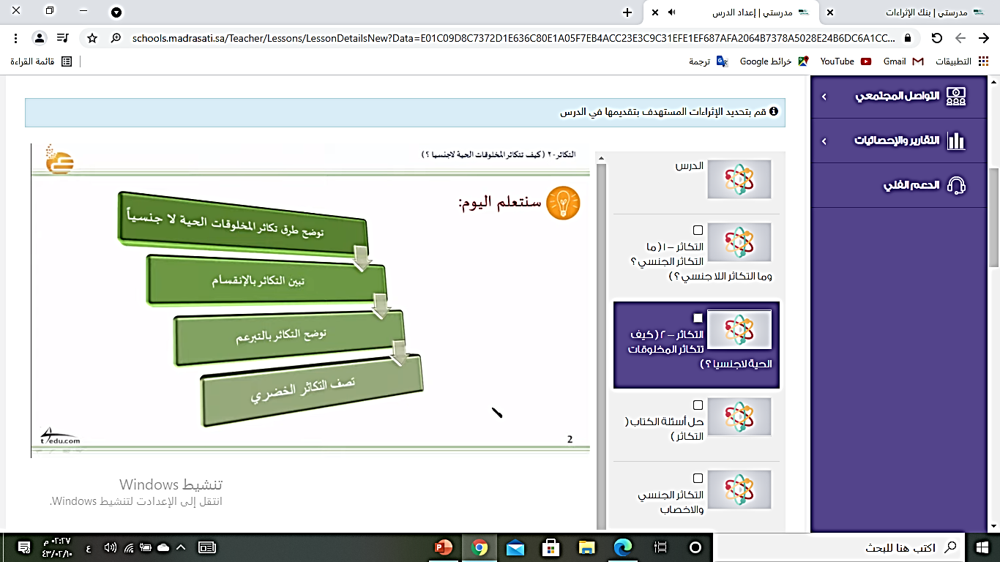 مدرستي | بنك الإثراءات
مدرستي | إعداد الدرس
schools.madrasati.sa/Teacher/Lessons/LessonDetailsNew?Data=E01C09D8C7372D1E636C80E1A05F7EB4ACC23E3C9C31EFE1EF687AFA2064B7378A5028E24B6DC6A1CC...
التطبيقات
Gmail
YouTube
خرائط Google
ترجمة
قائمة القراءة
التواصل المجتمعي
التقارير والإحصائيات
الدعم الفني
قم بتحديد الإثراءات المستهدف بتقديمها في الدرس
الدرس
التكاثر – ١ ( ما
التكاثر الجنسي ؟
وما التكاثر اللا جنسي ؟ )
التكاثر – ٢ ( كيف
تتكاثر المخلوقات
الحية لاجنسيا ؟ )
حل أسئلة الكتاب (
التكاثر )
التكاثر الجنسي
والاخصاب
التكاثر-٢ ( كيف تتكاثر المخلوقات الحية لاجنسيا ؟ )
سنتعلم اليوم:
توضح طرق تكاثر المخلوقات الحية لا جنسياً
تبين التكاثر بالإنقسام
توضح التكاثر بالتبرعم
تصف التكاثر الخضري
t4edu.com
2
تنشيط Windows
انتقل إلى الإعدادت لتنشيط Windows.
اكتب هنا للبحث
ع
٠٢:٢٧ م
٤٣/٠٢/١٠